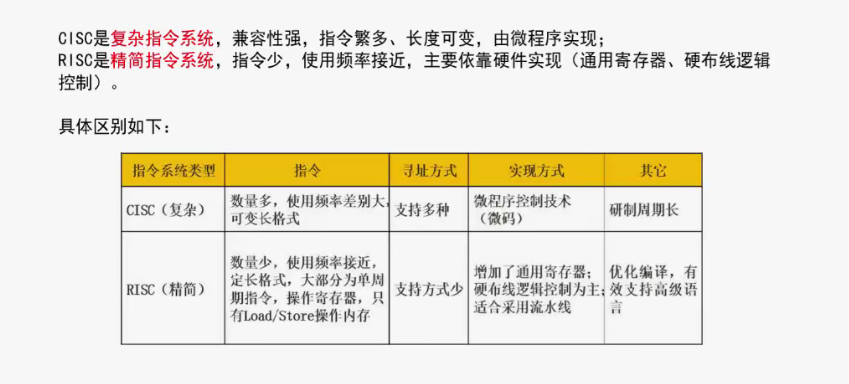 CISC是复杂指令系统，兼容性强，指令繁多、长度可变，由微程序实现；
RISC是精简指令系统，指令少，使用频率接近，主要依靠硬件实现（通用寄存器、硬布线逻辑
控制）。
具体区别如下：
指令系统类型 指令 寻址方式 实现方式 其它
CISC（复杂） 数量多，使用频率差别大，可变长格式 支持多种 微程序控制技术（微码） 研制周期长
RISC（精简） 数量少，使用频率接近，定长格式，大部分为单周期指令，操作寄存器，只有Load/Store操作内存 支持方式少 增加了通用寄存器；硬布线逻辑控制为主；适合采用流水线 优化编译，有效支持高级语言